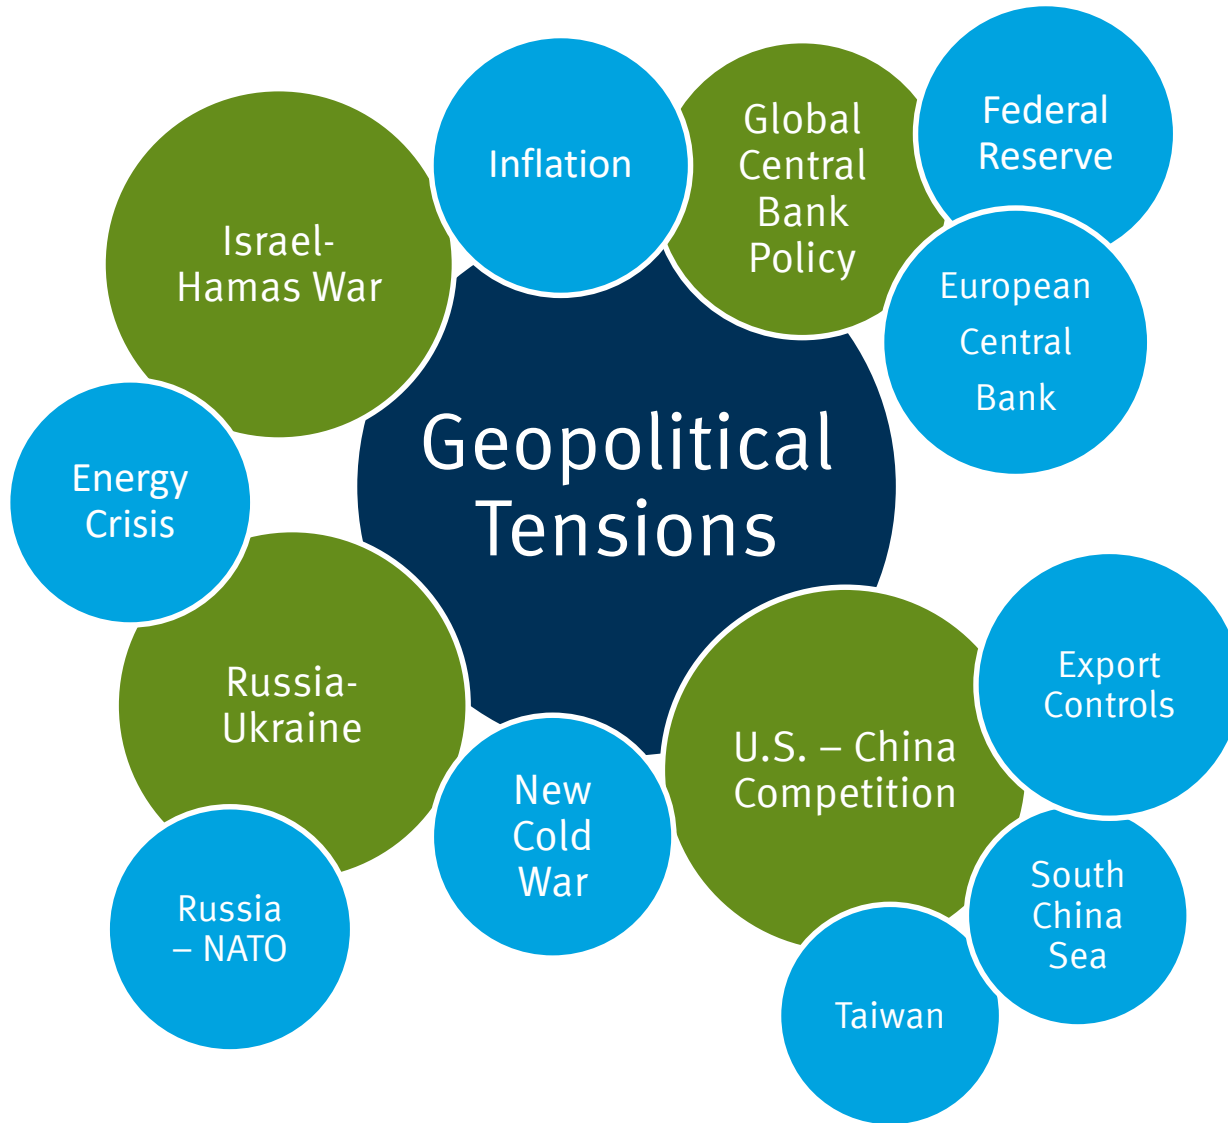 Federal
Reserve
Global
Central
Bank
Policy
Inflation
Israel-
Hamas War
European
Central
Bank
Geopolitical
Tensions
Energy
Crisis
Russia-
Ukraine
Export
Controls
U.S. – China
Competition
New
Cold
War
South
China
Sea
Russia
– NATO
Taiwan